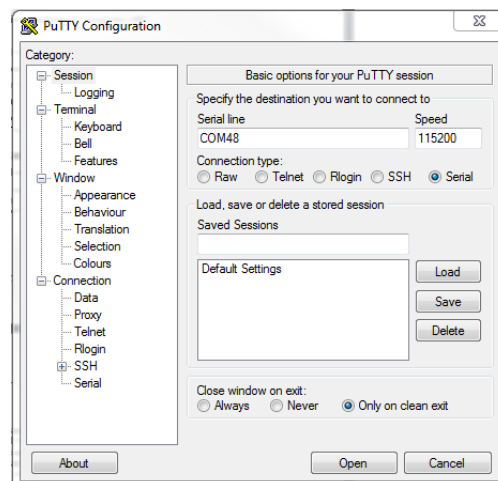 PuTTY Configuration
Category:
Session
Logging
Terminal
Keyboard
Bell
Features
Window
Appearance
Behaviour
Translation
Selection
Colours
Connection
Data
Proxy
Telnet
Rlogin
SSH
Serial
Basic options for your PuTTY session
Specify the destination you want to connect to
Serial line Speed
COM48 115200
Connection type:
Raw Telnet Rlogin SSH Serial
Load, save or delete a stored session
Saved Sessions
Default Settings
Load
Save
Delete
Close window on exit:
Always Never Only on clean exit
About Open Cancel